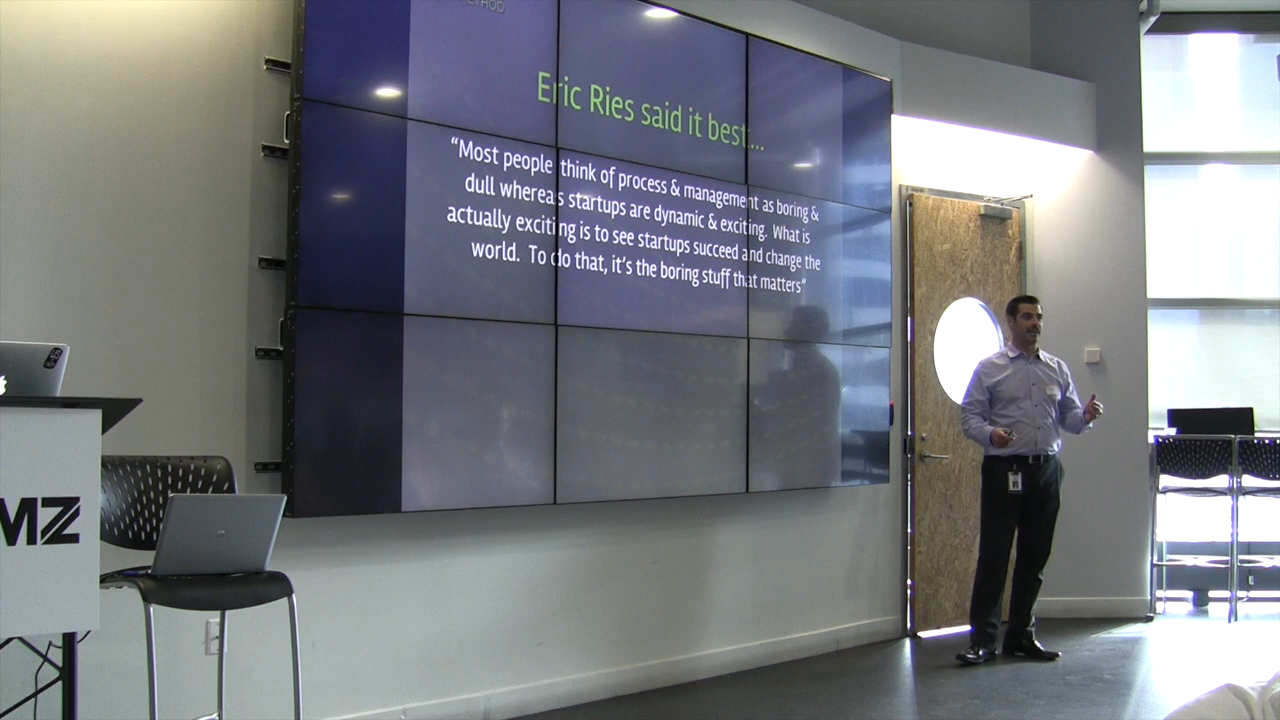 Eric Ries said it best...
“Most people think of process & management as boring &
dull whereas startups are dynamic & exciting. What is
actually exciting is to see startups succeed and change the
world. To do that, it’s the boring stuff that matters”
MZ